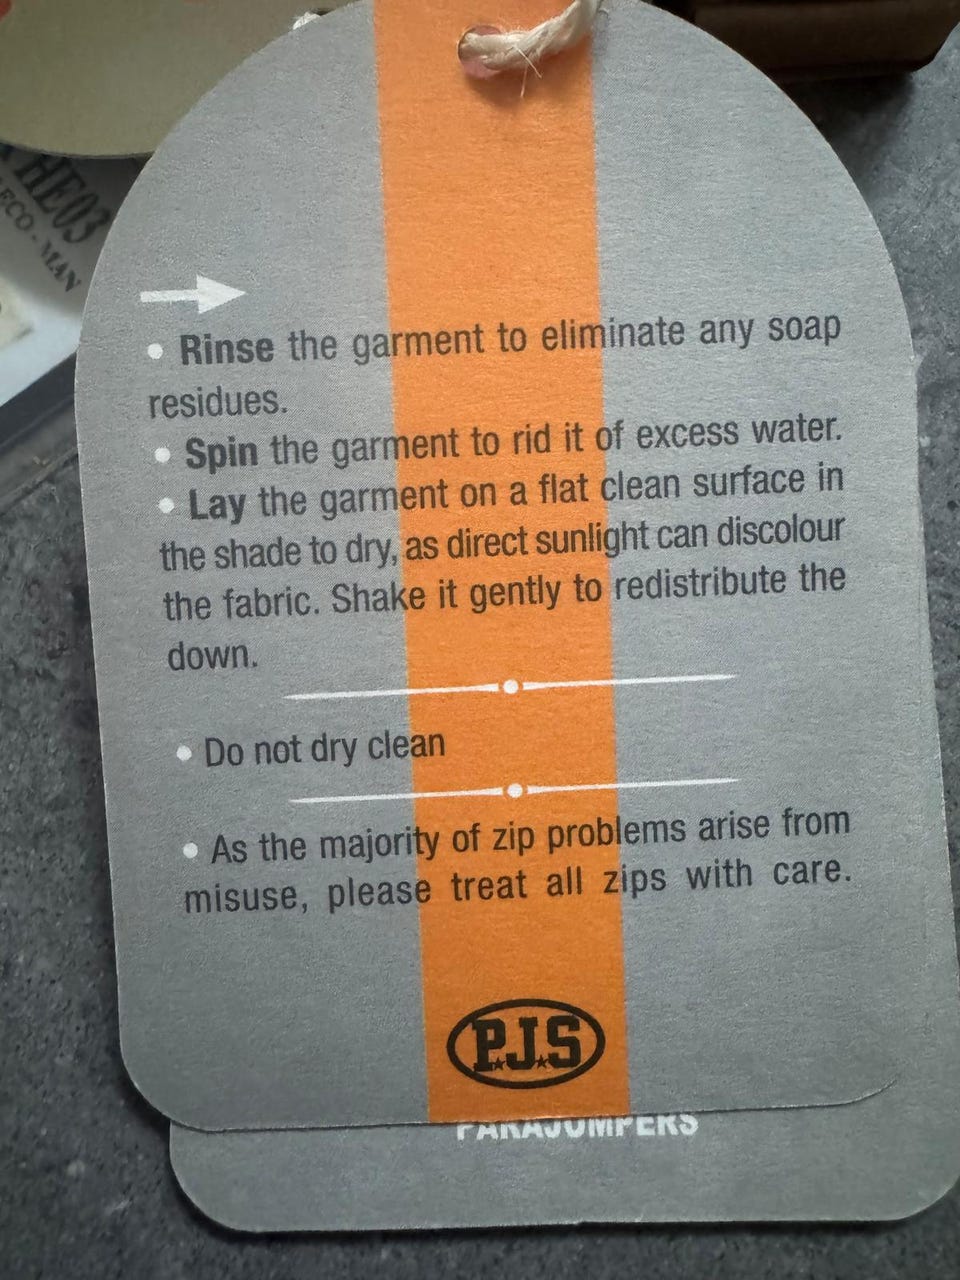 HE03
ECO - MAN
• Rinse the garment to eliminate any soap
residues.
• Spin the garment to rid it of excess water.
• Lay the garment on a flat clean surface in
the shade to dry, as direct sunlight can discolour
the fabric. Shake it gently to redistribute the
down.
• Do not dry clean
• As the majority of zip problems arise from
misuse, please treat all zips with care.
P.J.S
PARAJUMPERS